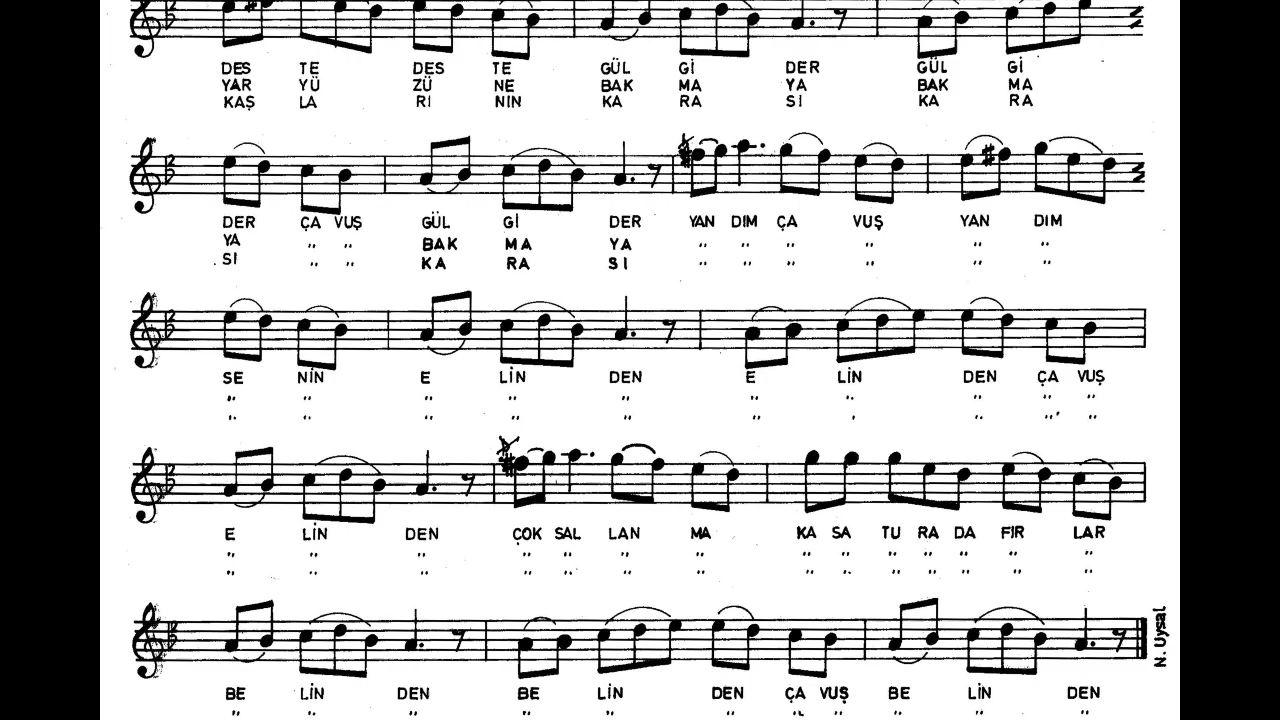 DES TE DES TE GÜL Gİ DER GÜL Gİ
YAR YÜ ZÜ NE BAK MA YA BAK MA
KAŞ LA RI NIN KA RA SI KA RA
DER ÇA VUŞ GÜL Gİ DER YAN DIM ÇA VUŞ YAN DIM
YA " " BAK MA YA " " " " " "
SI " " KA RA SI " " " " " "
SE NİN E LİN DEN E LİN DEN ÇA VUŞ
" " " " " " " " " "
" " " " " " " " " "
E LİN DEN ÇOK SAL LAN MA KA SA TU RA DA FIR LAR
" " " " " " " " " " " " " "
" " " " " " " " " " " " " "
BE LİN DEN BE LİN DEN ÇA VUŞ BE LİN DEN
" " " " " " " " " " "
N. Uysal